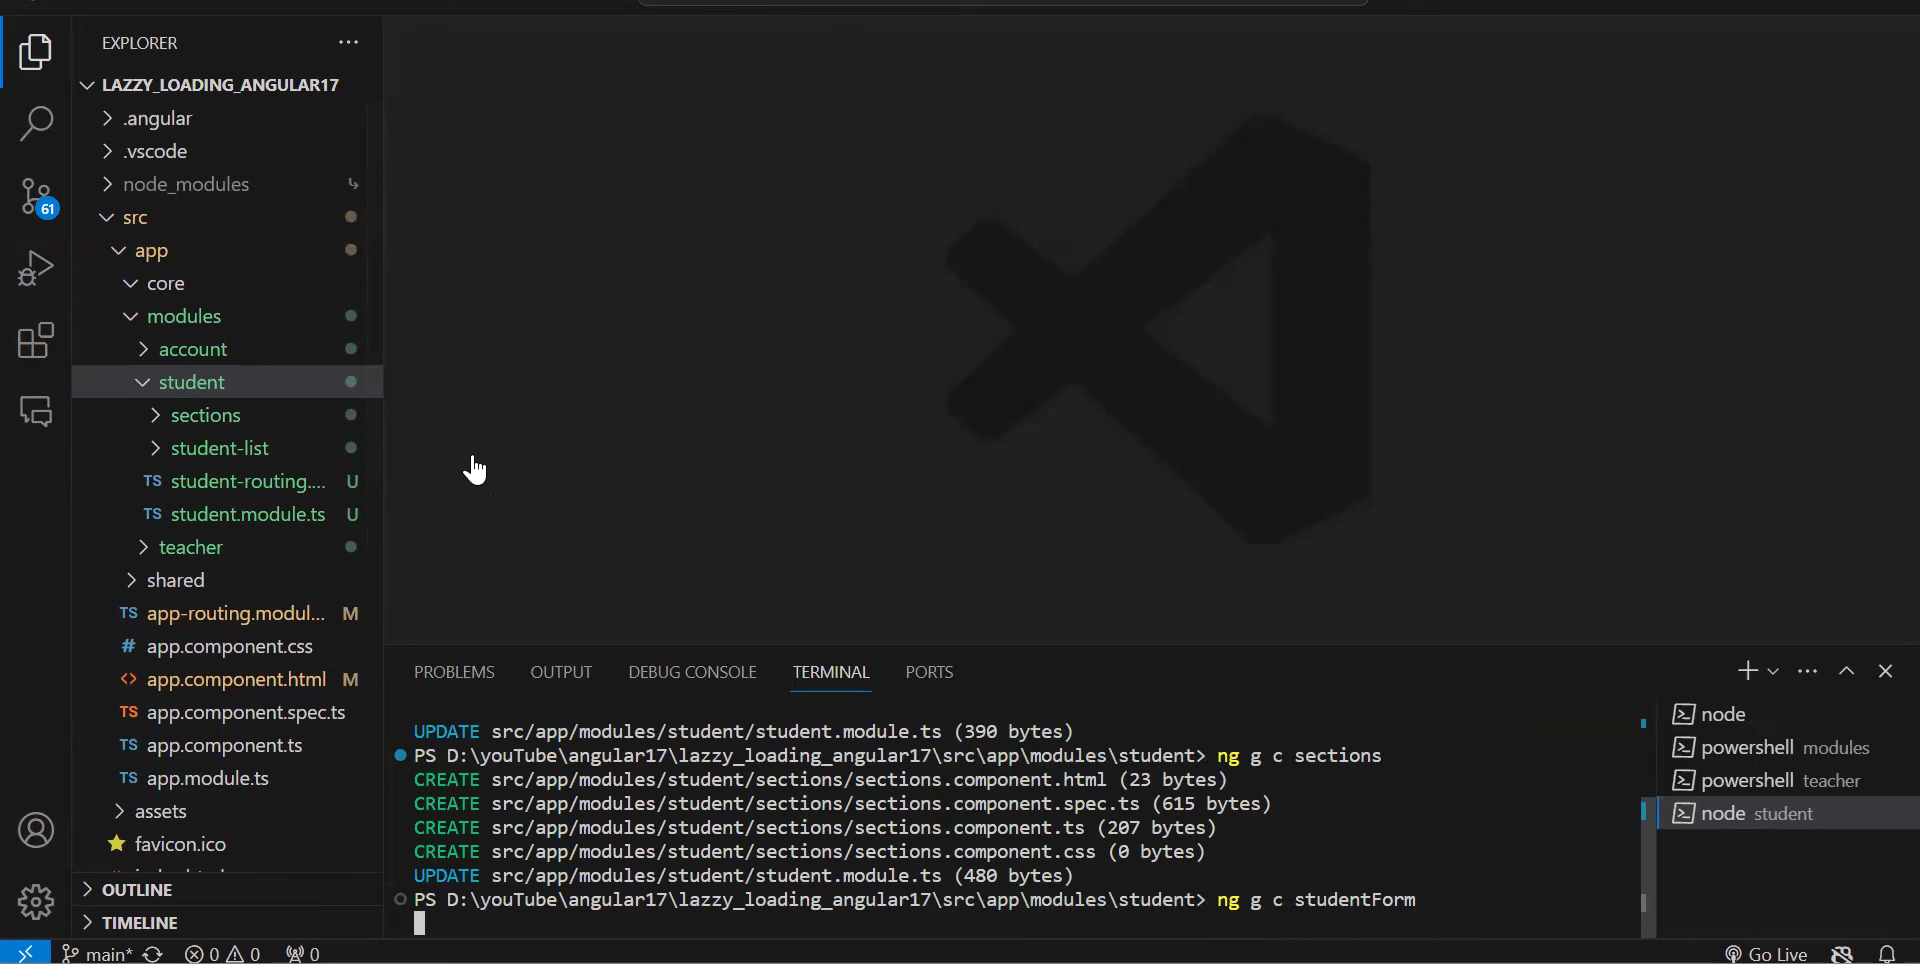 EXPLORER
LAZZY_LOADING_ANGULAR17
.angular
.vscode
node_modules
src
app
core
modules
account
student
sections
student-list
TS student-routing.... U
TS student.module.ts U
teacher
shared
TS app-routing.modul... M
# app.component.css
<> app.component.html M
TS app.component.spec.ts
TS app.component.ts
TS app.module.ts
assets
favicon.ico
OUTLINE
TIMELINE
61
PROBLEMS OUTPUT DEBUG CONSOLE TERMINAL PORTS
UPDATE src/app/modules/student/student.module.ts (390 bytes)
PS D:\youTube\angular17\lazzy_loading_angular17\src\app\modules\student> ng g c sections
CREATE src/app/modules/student/sections/sections.component.html (23 bytes)
CREATE src/app/modules/student/sections/sections.component.spec.ts (615 bytes)
CREATE src/app/modules/student/sections/sections.component.ts (207 bytes)
CREATE src/app/modules/student/sections/sections.component.css (0 bytes)
UPDATE src/app/modules/student/student.module.ts (480 bytes)
PS D:\youTube\angular17\lazzy_loading_angular17\src\app\modules\student> ng g c studentForm
node
powershell modules
powershell teacher
node student
main* 0 0 0 Go Live